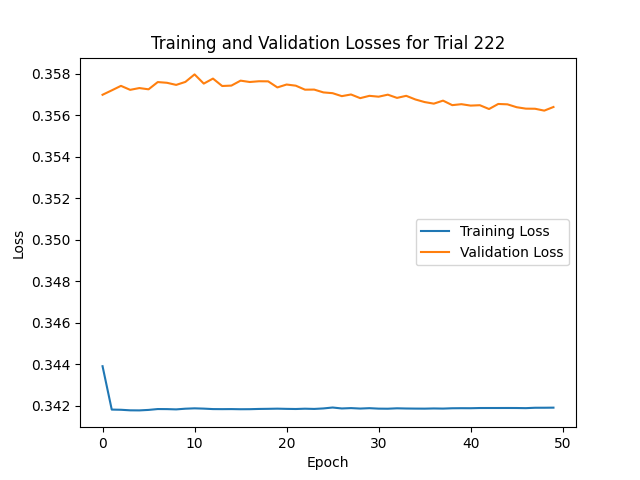 Training and Validation Losses for Trial 222
0.358
0.356
0.354
0.352
0.350
0.348
0.346
0.344
0.342
Loss
Training Loss
Validation Loss
0 10 20 30 40 50
Epoch